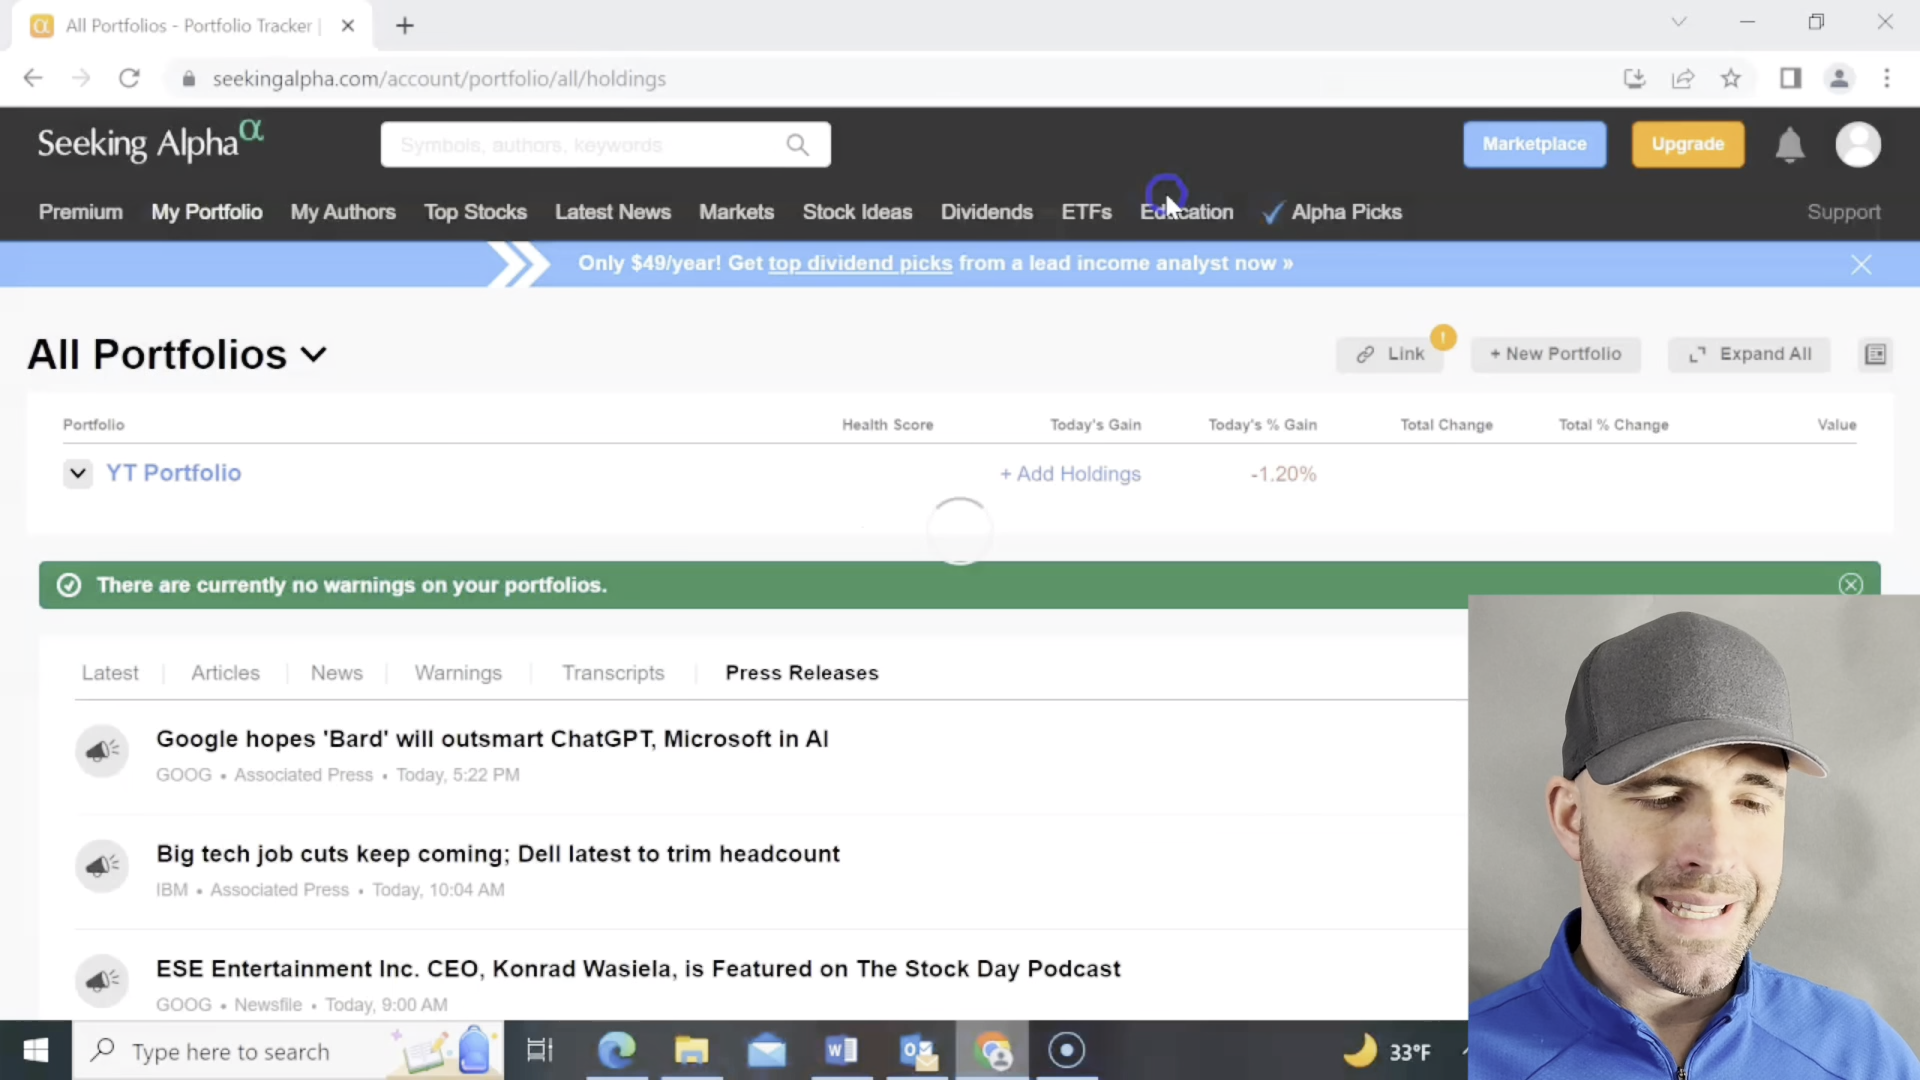 All Portfolios - Portfolio Tracker |
seekingalpha.com/account/portfolio/all/holdings
Seeking Alpha α
Symbols, authors, keywords
Marketplace
Upgrade
Premium My Portfolio My Authors Top Stocks Latest News Markets Stock Ideas Dividends ETFs Education Alpha Picks Support
Only $49/year! Get top dividend picks from a lead income analyst now »
All Portfolios
! Link + New Portfolio Expand All
Portfolio Health Score Today's Gain Today's % Gain Total Change Total % Change Value
YT Portfolio + Add Holdings -1.20%
There are currently no warnings on your portfolios.
Latest Articles News Warnings Transcripts Press Releases
Google hopes 'Bard' will outsmart ChatGPT, Microsoft in AI
GOOG • Associated Press • Today, 5:22 PM
Big tech job cuts keep coming; Dell latest to trim headcount
IBM • Associated Press • Today, 10:04 AM
ESE Entertainment Inc. CEO, Konrad Wasiela, is Featured on The Stock Day Podcast
GOOG • Newsfile • Today, 9:00 AM
Type here to search
33°F